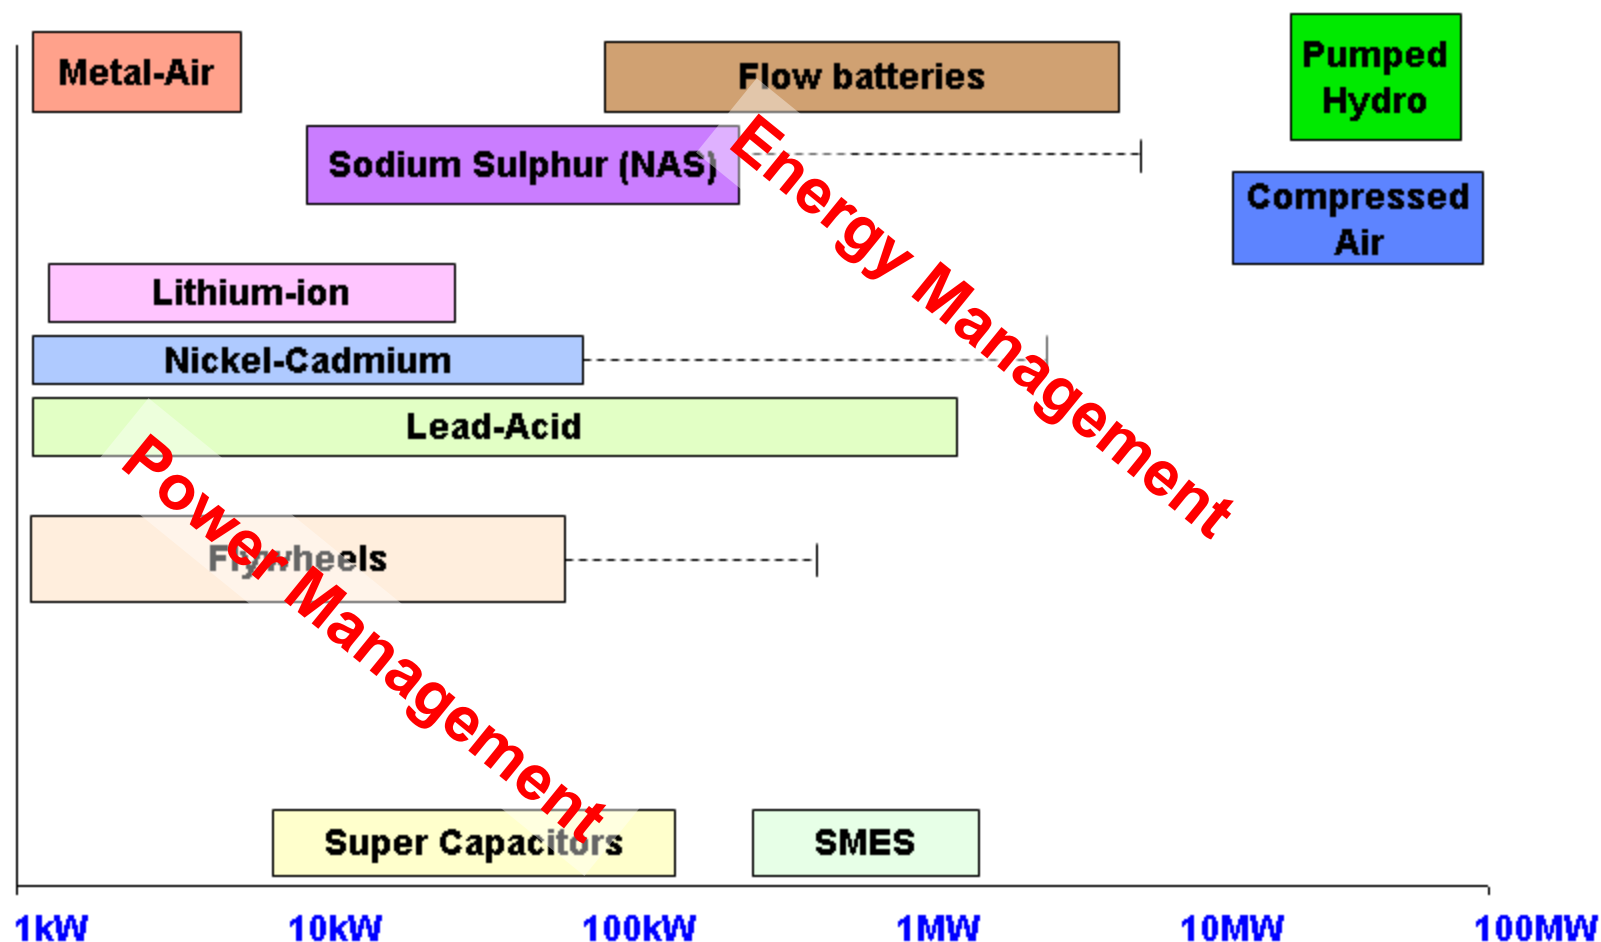 Metal-Air
Flow batteries
Pumped
Hydro
Sodium Sulphur (NAS)
Compressed
Air
Energy Management
Lithium-ion
Nickel-Cadmium
Lead-Acid
Power Management
Flywheels
Super Capacitors
SMES
1kW
10kW
100kW
1MW
10MW
100MW